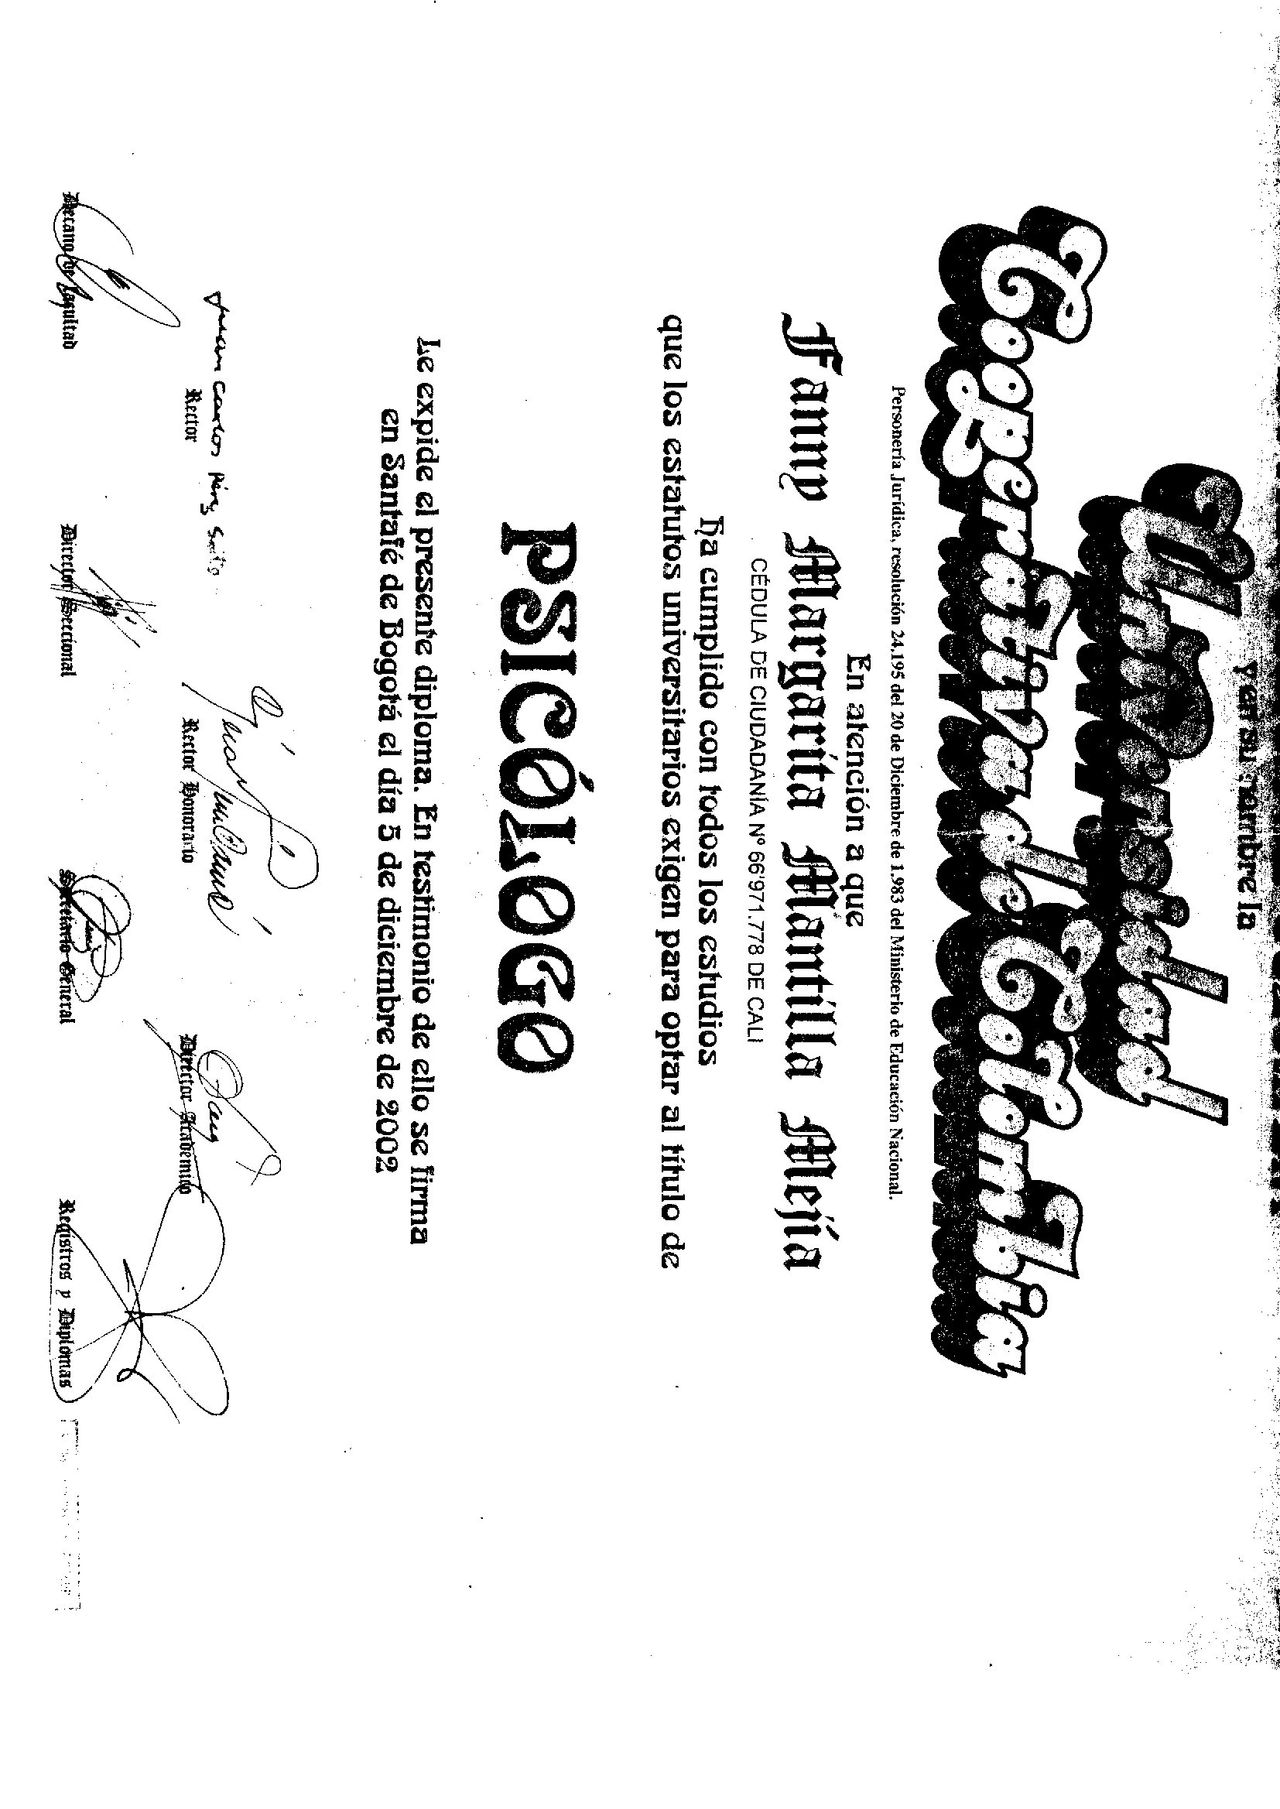 y en su nombre la
Universidad
Cooperativa de Colombia
Personería Jurídica, resolución 24.195 del 20 de Diciembre de 1.983 del Ministerio de Educación Nacional.
En atención a que
Fanny Margarita Mantilla Mejía
CÉDULA DE CIUDADANÍA Nº 66'971.778 DE CALI
ha cumplido con todos los estudios
que los estatutos universitarios exigen para optar al título de
PSICÓLOGO
Le expide el presente diploma. En testimonio de ello se firma
en Santafé de Bogotá el día 5 de diciembre de 2002
Juan Carlos Pérez
Rector
Rector Honorario
Director Académico
Decano de Facultad
Director Seccional
Secretario General
Registros y Diplomas